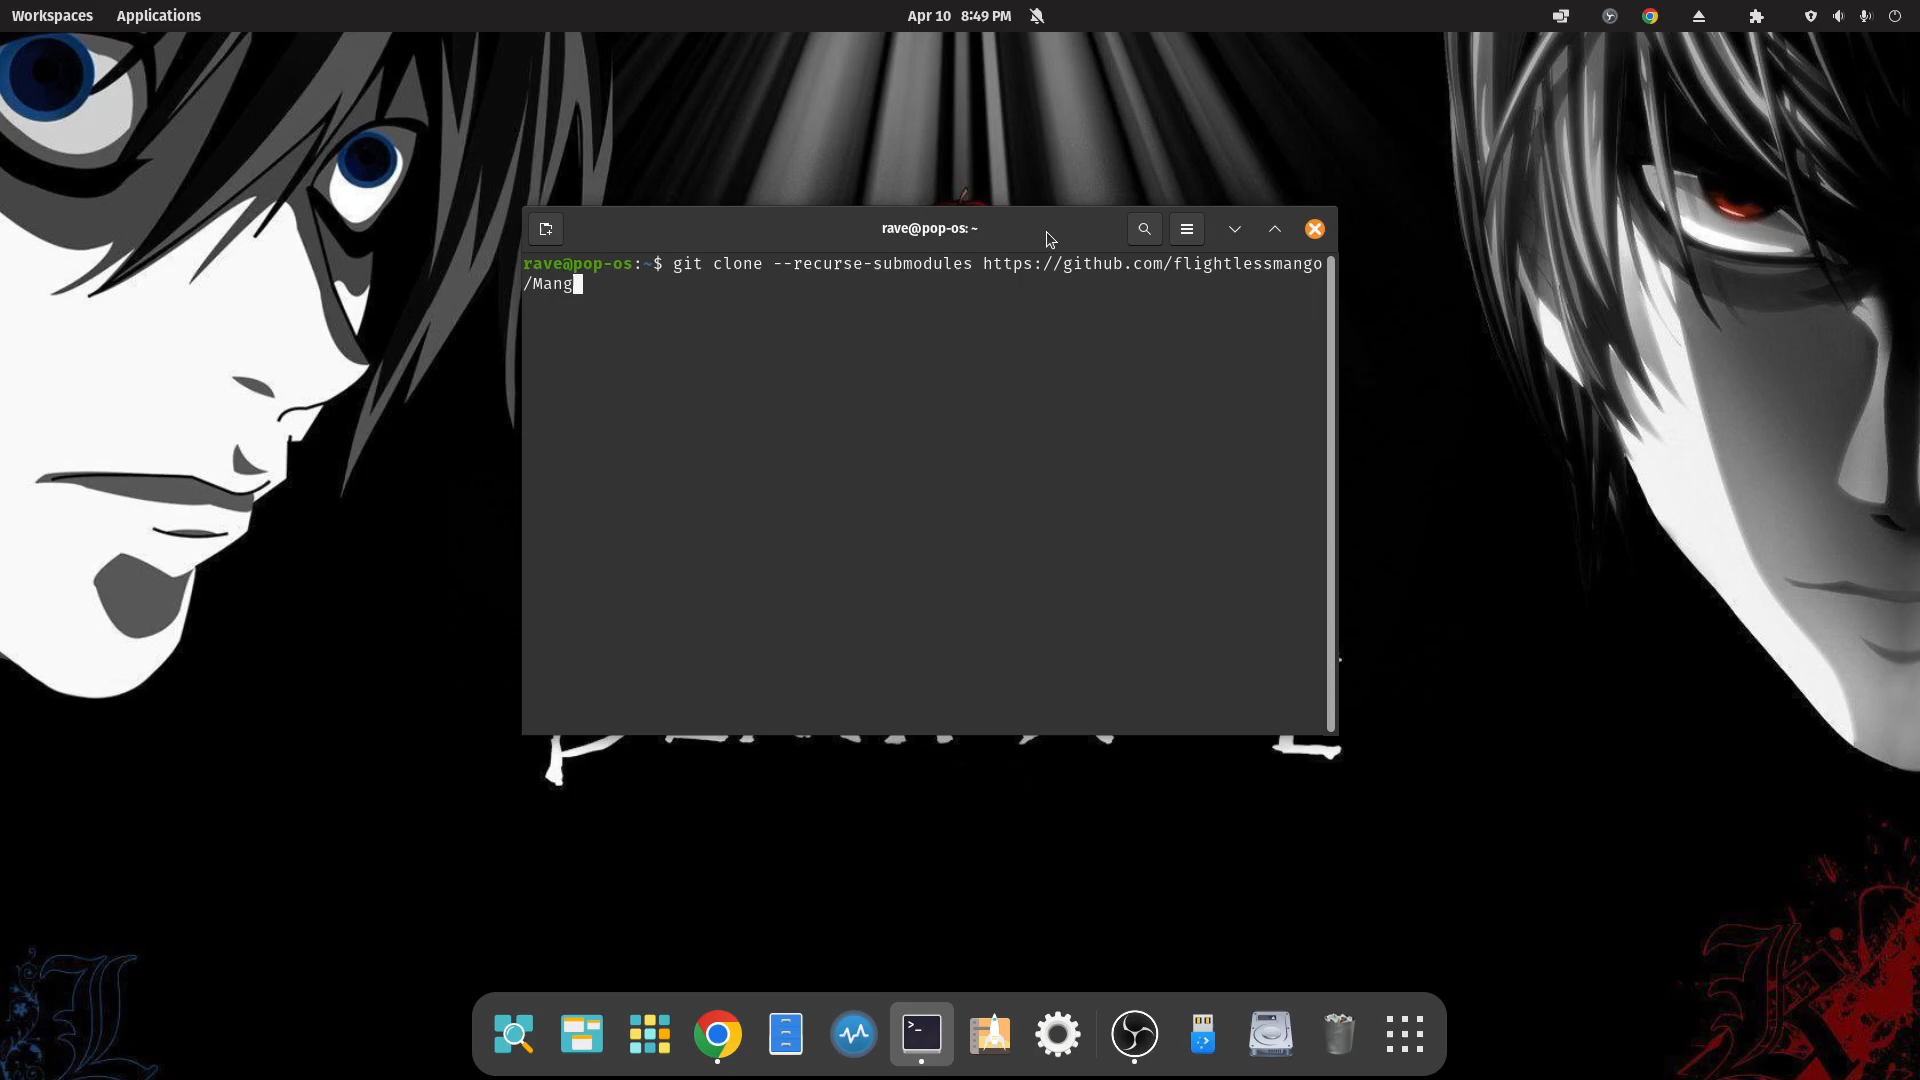 Workspaces Applications Apr 10 8:49 PM
rave@pop-os: ~
rave@pop-os:~$ git clone --recurse-submodules https://github.com/flightlessmango
/Mang